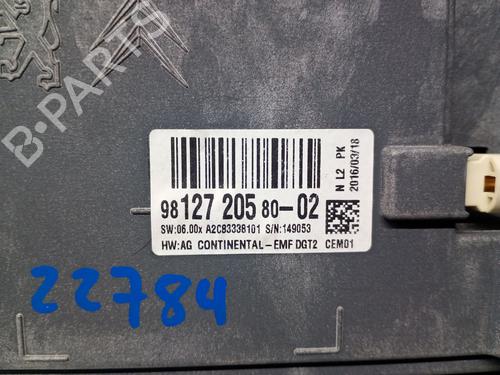 B-PARTS
98 127 205 80-02
SW:06.00x A2C83338101 S/N:149053
HW:AG CONTINENTAL-EMF DGT2 CEM01
N L2 PK
2016/03/18
22784